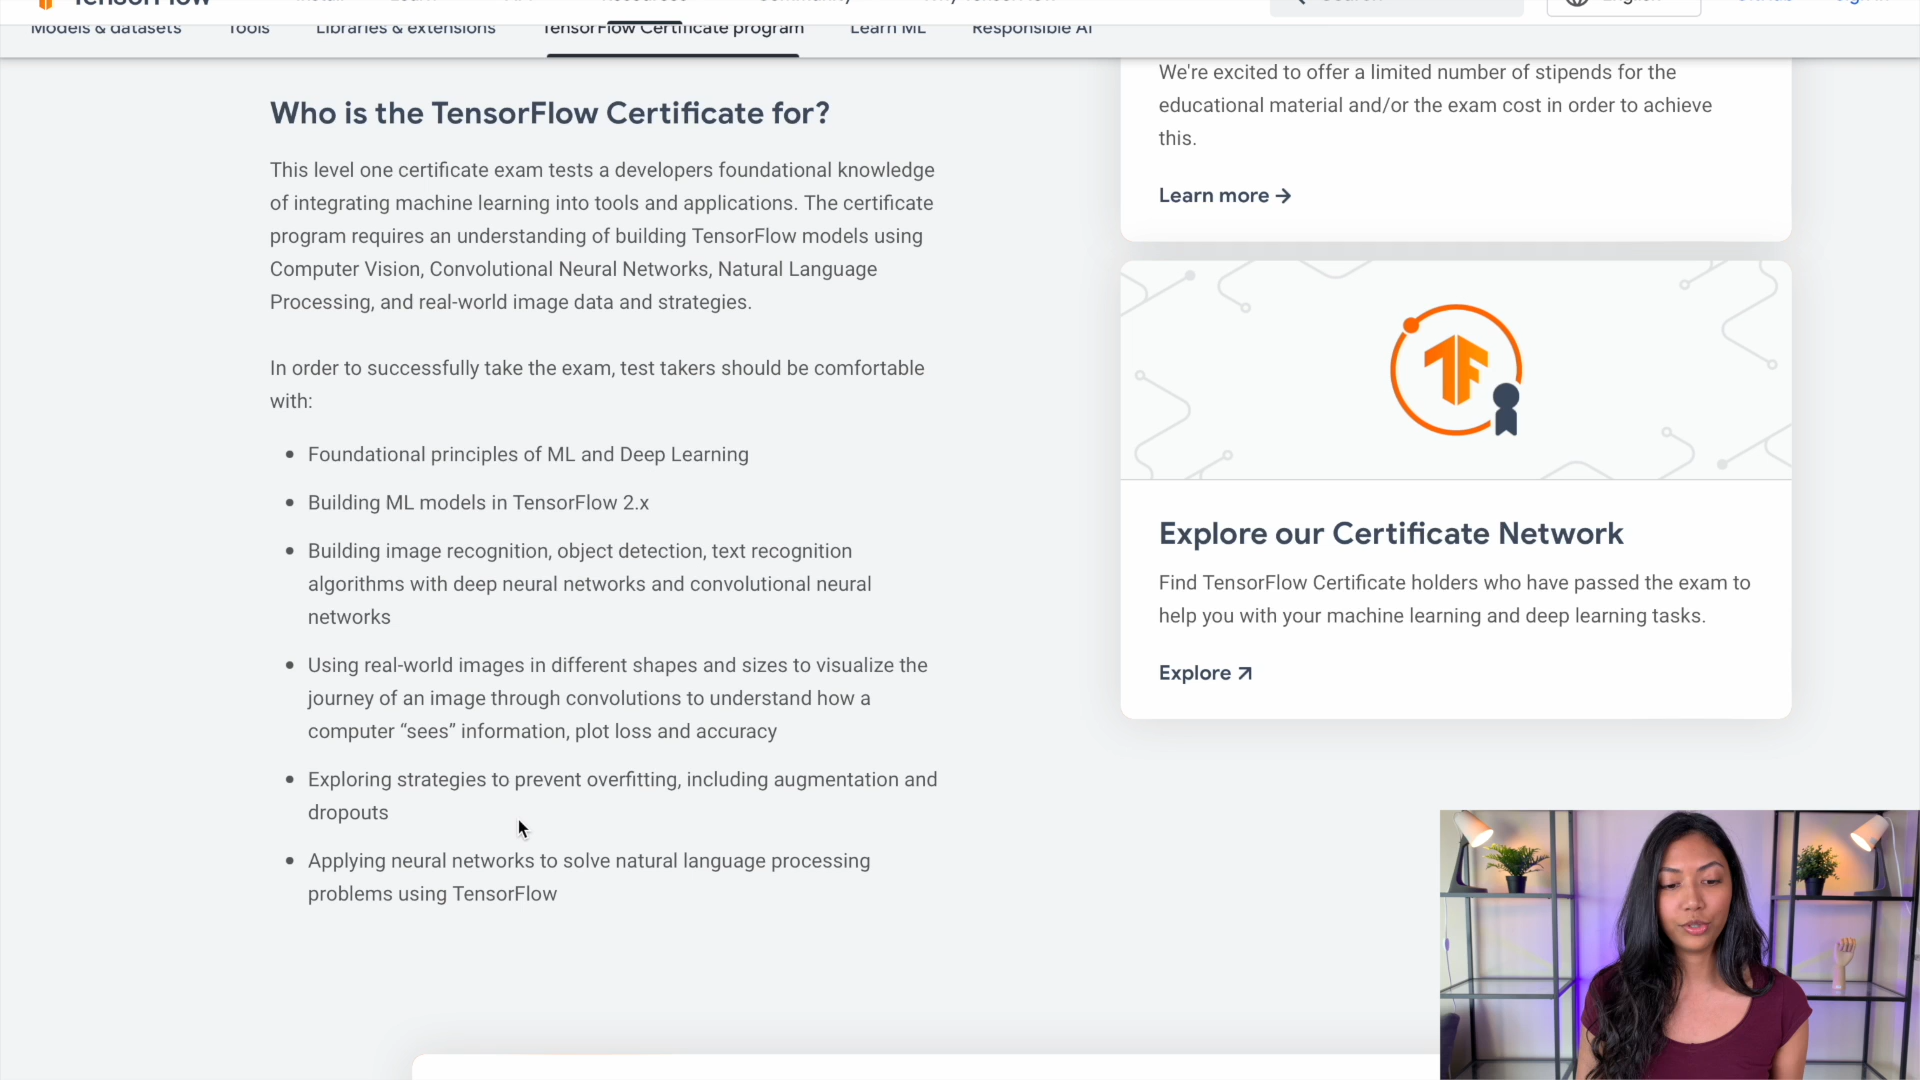 TensorFlow
Resources
Community
English
Models & datasets
Tools
Libraries & extensions
TensorFlow Certificate program
Learn ML
Responsible AI
Who is the TensorFlow Certificate for?
This level one certificate exam tests a developers foundational knowledge
of integrating machine learning into tools and applications. The certificate
program requires an understanding of building TensorFlow models using
Computer Vision, Convolutional Neural Networks, Natural Language
Processing, and real-world image data and strategies.
In order to successfully take the exam, test takers should be comfortable
with:
• Foundational principles of ML and Deep Learning
• Building ML models in TensorFlow 2.x
• Building image recognition, object detection, text recognition
algorithms with deep neural networks and convolutional neural
networks
• Using real-world images in different shapes and sizes to visualize the
journey of an image through convolutions to understand how a
computer “sees” information, plot loss and accuracy
• Exploring strategies to prevent overfitting, including augmentation and
dropouts
• Applying neural networks to solve natural language processing
problems using TensorFlow
We're excited to offer a limited number of stipends for the
educational material and/or the exam cost in order to achieve
this.
Learn more →
Explore our Certificate Network
Find TensorFlow Certificate holders who have passed the exam to
help you with your machine learning and deep learning tasks.
Explore ↗